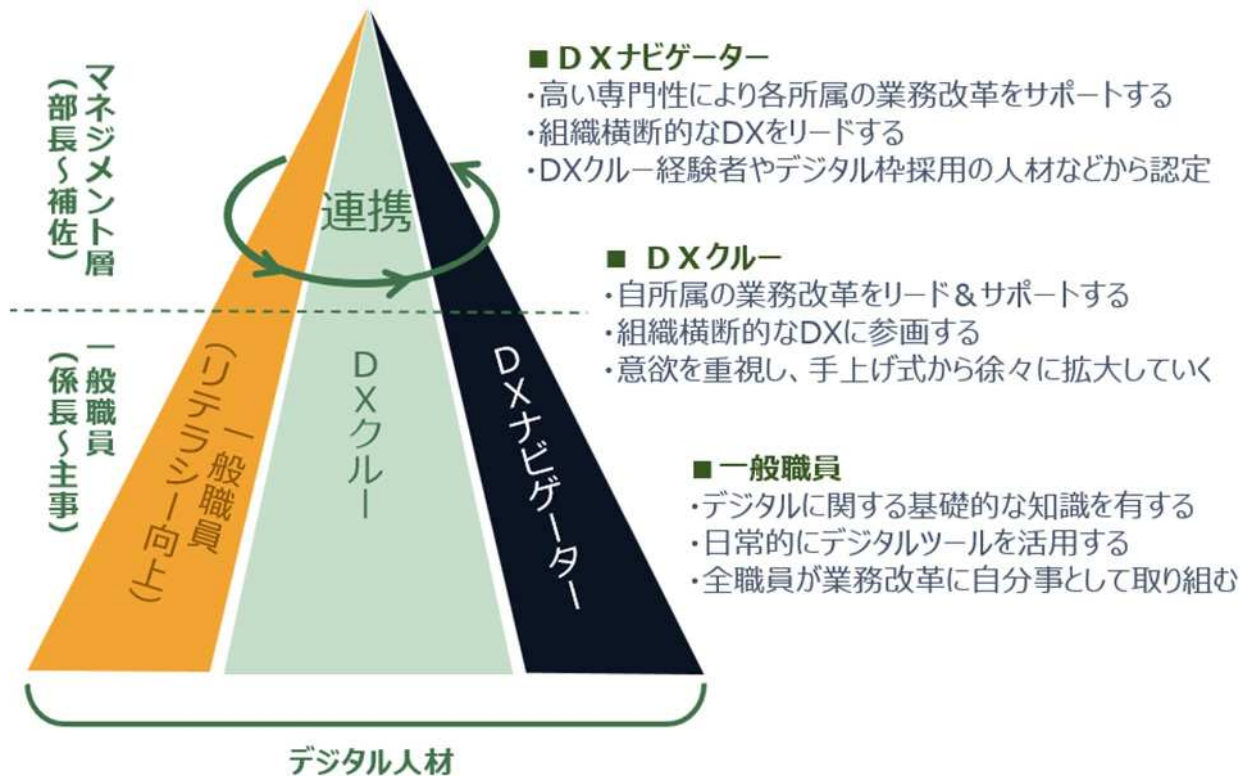 マネジメント層
（部長～補佐）
一般職員
（係長～主事）
連携
一般職員
（リテラシー向上）
DXクルー
DXナビゲーター
デジタル人材
■ＤＸナビゲーター
・高い専門性により各所属の業務改革をサポートする
・組織横断的なDXをリードする
・DXクルー経験者やデジタル枠採用の人材などから認定
■ ＤＸクルー
・自所属の業務改革をリード＆サポートする
・組織横断的なDXに参画する
・意欲を重視し、手上げ式から徐々に拡大していく
■一般職員
・デジタルに関する基礎的な知識を有する
・日常的にデジタルツールを活用する
・全職員が業務改革に自分事として取り組む